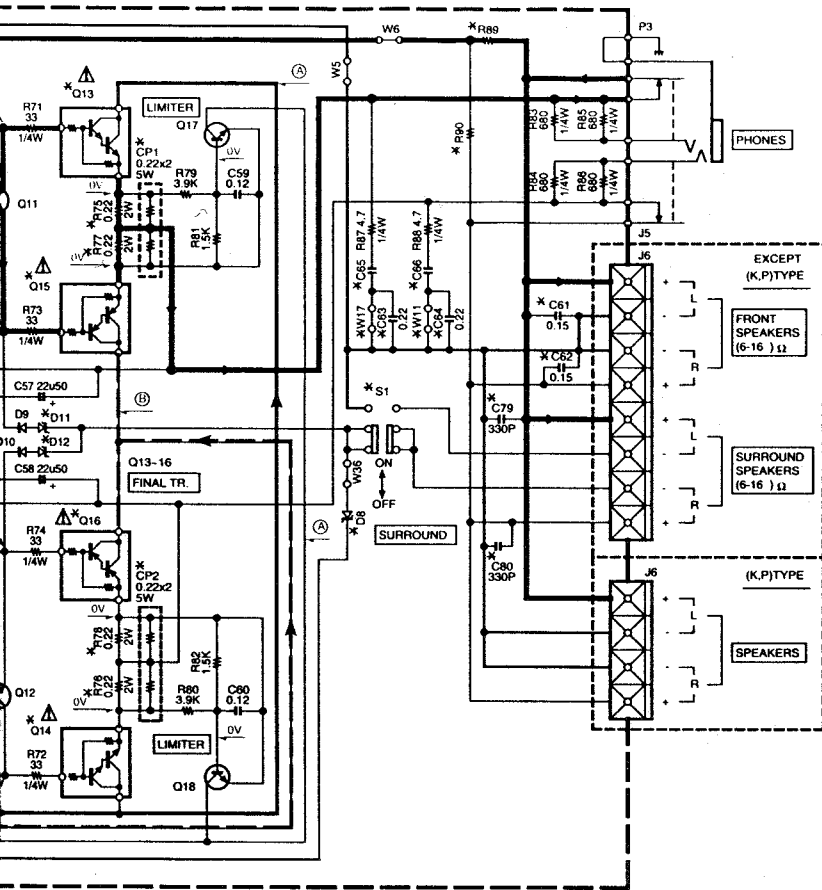 P3
W6
* R89
W5
A
* Q13
R71
33
1/4W
LIMITER
Q17
* CP1
0.22x2
5W
0V
R79
3.9K
C59
0.12
0V
* R90
R83
680
1/4W
R85
680
1/4W
PHONES
R84
680
1/4W
R86
680
1/4W
Q11
* R75
0.22
2W
* R77
0.22
2W
0V
R81
1.5K
R87 4.7
1/4W
R88 4.7
1/4W
J5
J6
EXCEPT
(K,P)TYPE
* Q15
R73
33
1/4W
* C65
* C66
* W17
* C63
0.22
* W11
* C64
0.22
* C61
0.15
* C62
0.15
+
L
-
-
R
+
FRONT
SPEAKERS
(6-16 ) Ω
C57 22u50
+
B
* S1
* C79
330P
D9
* D11
D10
* D12
C58 22u50
+
Q13~16
FINAL TR.
W36
ON
OFF
* D8
SURROUND
+
L
-
-
R
+
SURROUND
SPEAKERS
(6-16 ) Ω
A
* Q16
R74
33
1/4W
* CP2
0.22x2
5W
* C80
330P
J6
(K,P)TYPE
0V
* R78
0.22
2W
* R76
0.22
2W
0V
R82
1.5K
R80
3.9K
C60
0.12
0V
+
L
-
-
R
+
SPEAKERS
Q12
* Q14
R72
33
1/4W
LIMITER
Q18